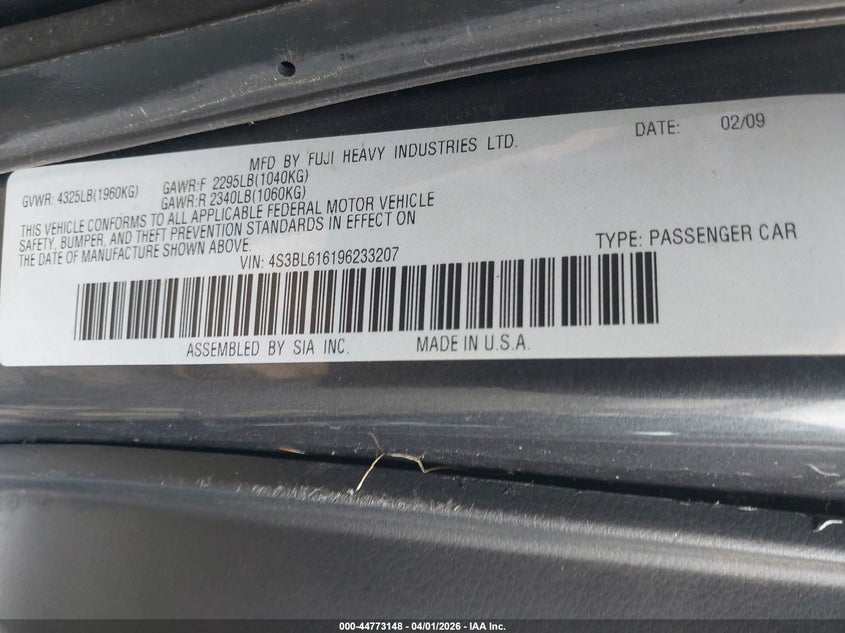 MFD BY FUJI HEAVY INDUSTRIES LTD.
DATE: 02/09
GVWR: 4325LB(1960KG)
GAWR:F 2295LB(1040KG)
GAWR:R 2340LB(1060KG)
THIS VEHICLE CONFORMS TO ALL APPLICABLE FEDERAL MOTOR VEHICLE
SAFETY, BUMPER, AND THEFT PREVENTION STANDARDS IN EFFECT ON
THE DATE OF MANUFACTURE SHOWN ABOVE.
VIN: 4S3BL616196233207
TYPE: PASSENGER CAR
ASSEMBLED BY SIA INC. MADE IN U.S.A.
000-44773148 - 04/01/2026 - IAA Inc.